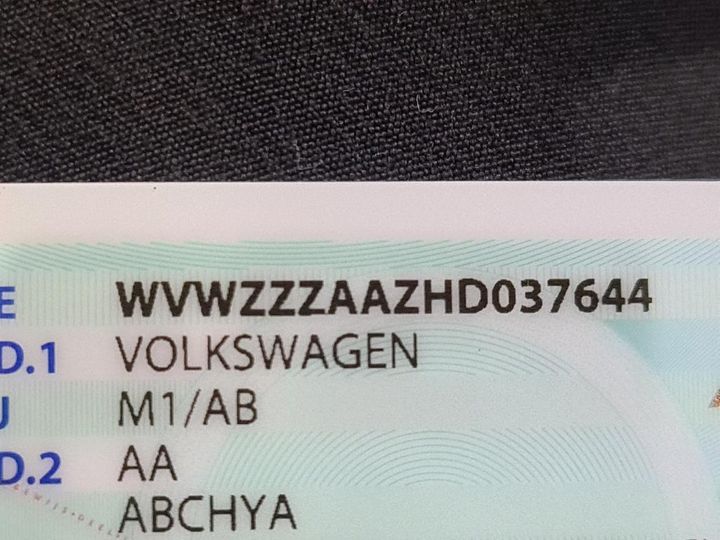 E WVWZZZAAZHD037644
D.1 VOLKSWAGEN
J M1/AB
D.2 AA
ABCHYA